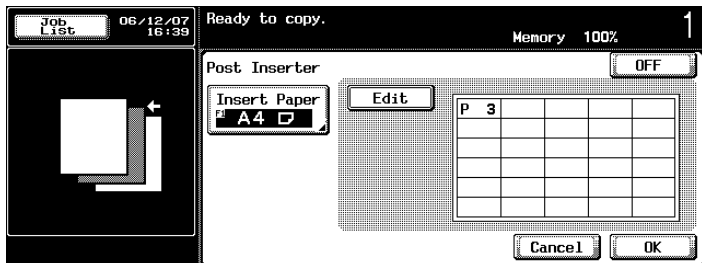 Job
List
06/12/07
16:39
Ready to copy.
Memory 100%
1
Post Inserter
OFF
Insert Paper
A4
Edit
P 3
Cancel
OK